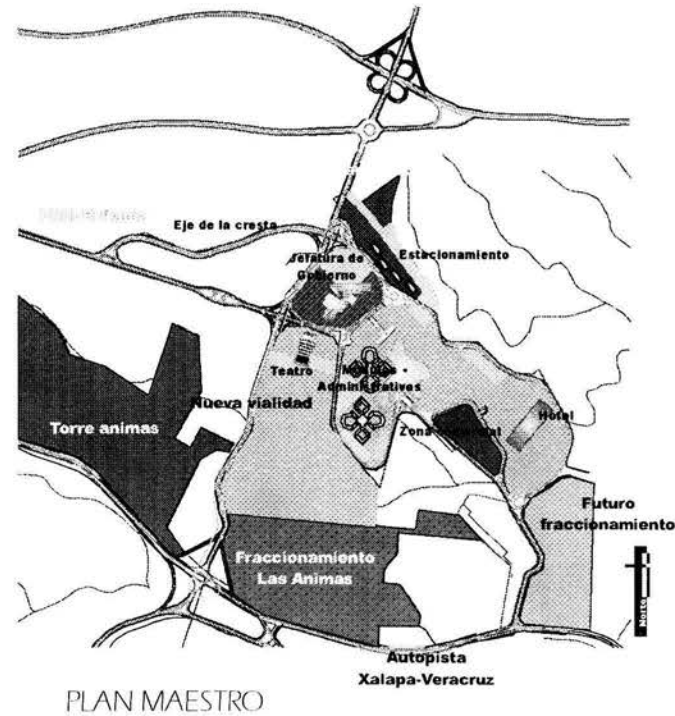 Eje de la cresta
Estacionamiento
Jefatura de
Gobierno
Teatro
Administrativos
Nueva vialidad
Torre animas
Zona
Hotel
Futuro
fraccionamiento
Fraccionamiento
Las Animas
Norte
Autopista
Xalapa-Veracruz
PLAN MAESTRO